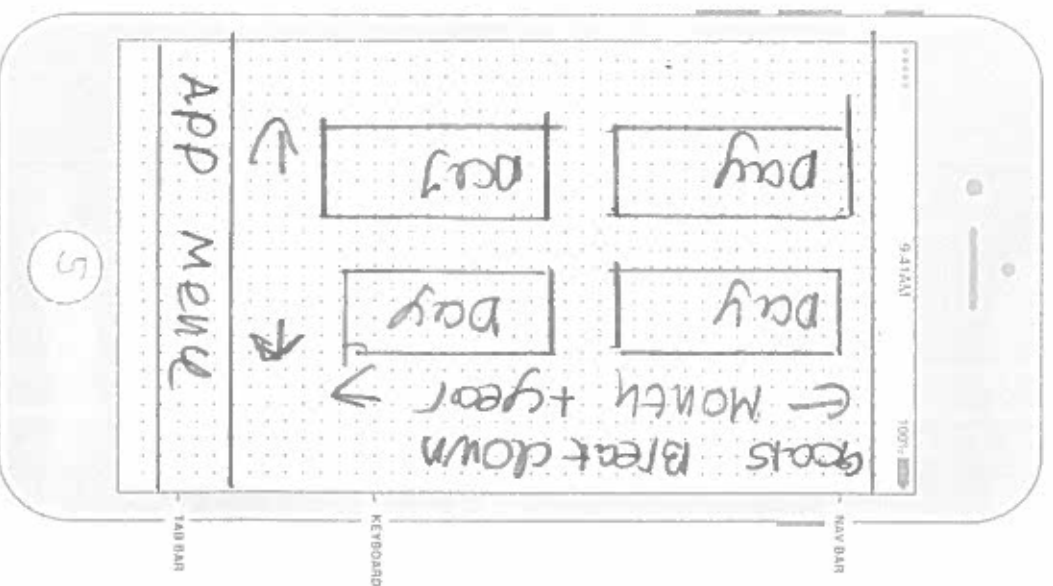 9:41 AM
100%
Goals Break down
← Month + year →
Day Day
Day Day
App Menu
NAV BAR
KEYBOARD
TAB BAR